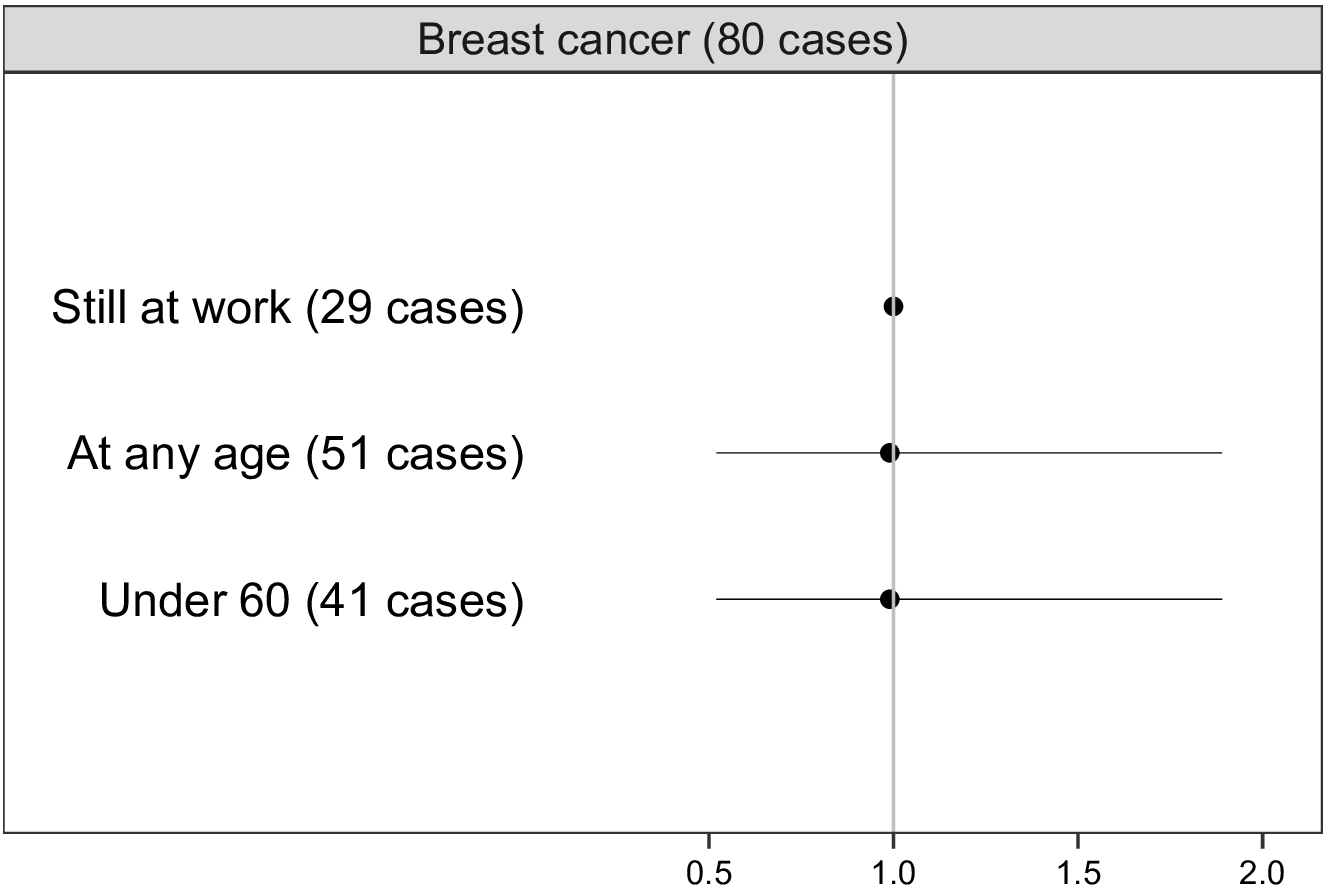 Breast cancer (80 cases)
Still at work (29 cases)
At any age (51 cases)
Under 60 (41 cases)
0.5 1.0 1.5 2.0